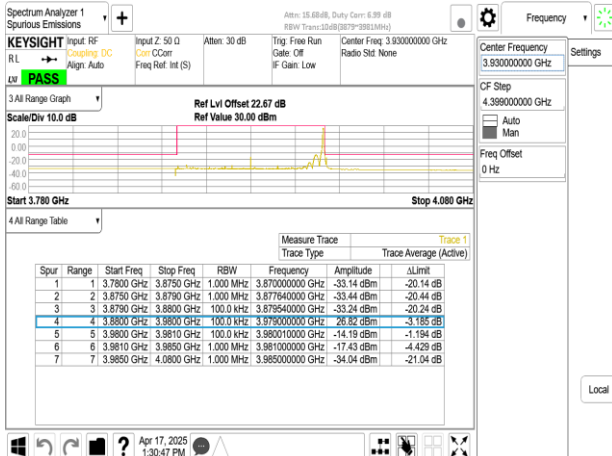 Spectrum Analyzer 1
Spurious Emissions
Attn: 15.68dB, Duty Corr: 6.99 dB
RBW Trans:10dB(3879~3981MHz)
Frequency
Settings
KEYSIGHT
RL
PASS
Input: RF
Coupling: DC
Align: Auto
Input Z: 50 Ω
Corr CCorr
Freq Ref: Int (S)
Atten: 30 dB
Trig: Free Run
Gate: Off
IF Gain: Low
Center Freq: 3.930000000 GHz
Radio Std: None
Center Frequency
3.930000000 GHz
CF Step
4.399000000 GHz
Auto
Man
Freq Offset
0 Hz
Local
3 All Range Graph
Scale/Div 10.0 dB
Ref Lvl Offset 22.67 dB
Ref Value 30.00 dBm
20.0
0.00
-20.0
-40.0
-60.0
Start 3.780 GHz
Stop 4.080 GHz
4 All Range Table
Measure Trace Trace 1
Trace Type Trace Average (Active)
Spur Range Start Freq Stop Freq RBW Frequency Amplitude ΔLimit
1 1 3.7800 GHz 3.8750 GHz 1.000 MHz 3.870000000 GHz -33.14 dBm -20.14 dB
2 2 3.8750 GHz 3.8790 GHz 1.000 MHz 3.877640000 GHz -33.44 dBm -20.44 dB
3 3 3.8790 GHz 3.8800 GHz 100.0 kHz 3.879540000 GHz -33.24 dBm -20.24 dB
4 4 3.8800 GHz 3.9800 GHz 100.0 kHz 3.979000000 GHz 26.82 dBm -3.185 dB
5 5 3.9800 GHz 3.9810 GHz 100.0 kHz 3.980010000 GHz -14.19 dBm -1.194 dB
6 6 3.9810 GHz 3.9850 GHz 1.000 MHz 3.981000000 GHz -17.43 dBm -4.429 dB
7 7 3.9850 GHz 4.0800 GHz 1.000 MHz 3.985000000 GHz -34.04 dBm -21.04 dB
Apr 17, 2025
1:30:47 PM